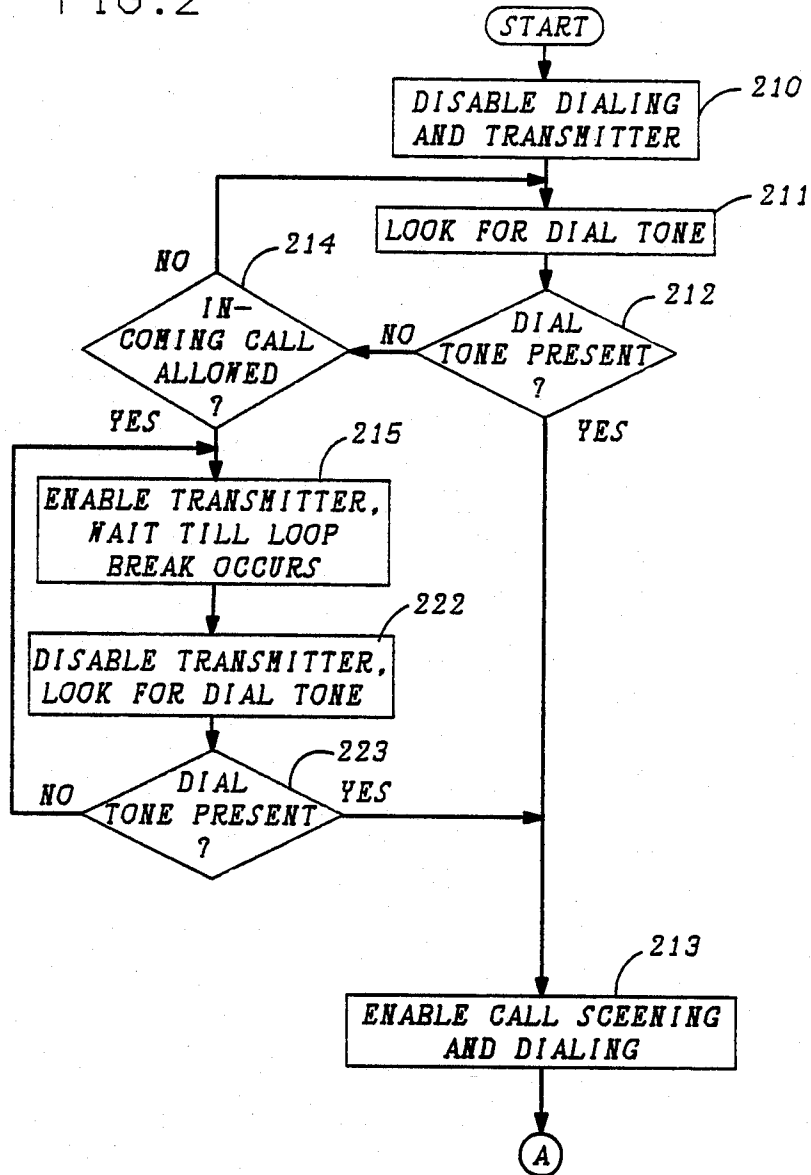 FIG.2
START
DISABLE DIALING
AND TRANSMITTER
210
LOOK FOR DIAL TONE
211
DIAL
TONE PRESENT
?
212
NO
YES
IN-
COMING CALL
ALLOWED
?
214
NO
YES
ENABLE TRANSMITTER,
WAIT TILL LOOP
BREAK OCCURS
215
DISABLE TRANSMITTER,
LOOK FOR DIAL TONE
222
DIAL
TONE PRESENT
?
223
NO
YES
ENABLE CALL SCEENING
AND DIALING
213
A